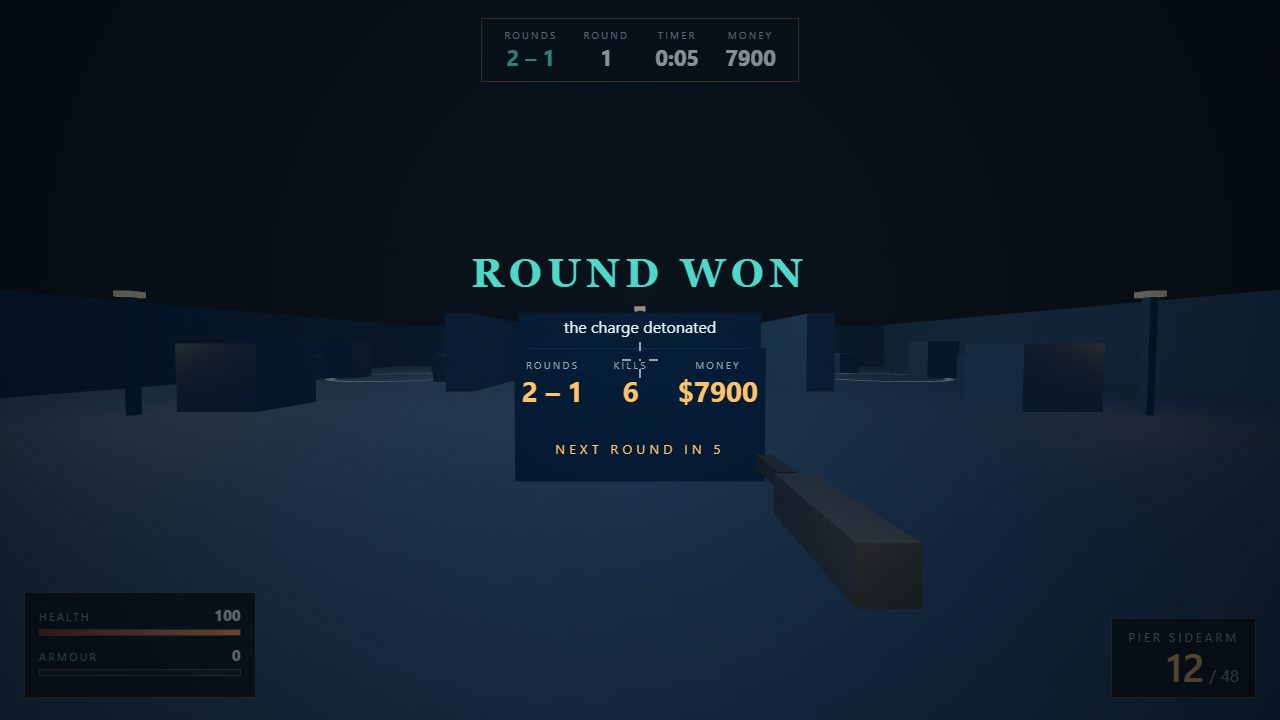 ROUNDS ROUND TIMER MONEY
2 – 1 1 0:05 7900
ROUND WON
the charge detonated
ROUNDS KILLS MONEY
2 – 1 6 $7900
NEXT ROUND IN 5
HEALTH 100
ARMOUR 0
PIER SIDEARM
12 / 48